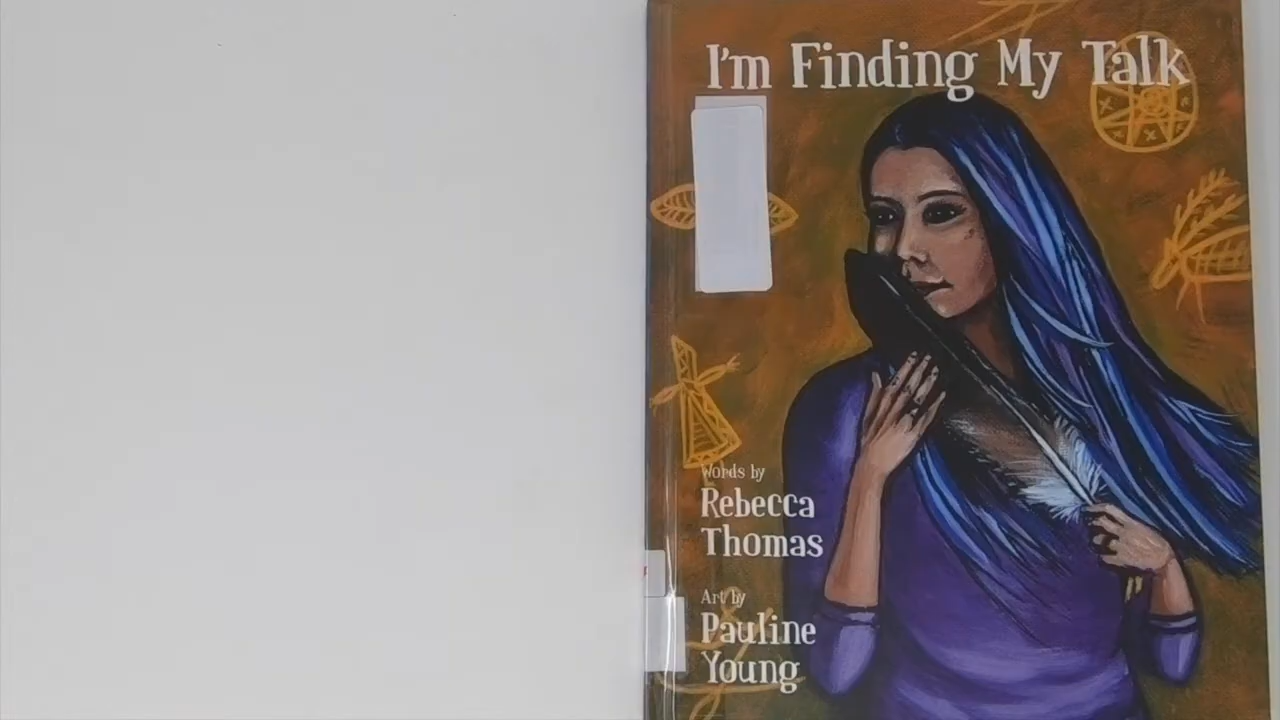 I'm Finding My Talk
Words by
Rebecca
Thomas
Art by
Pauline
Young